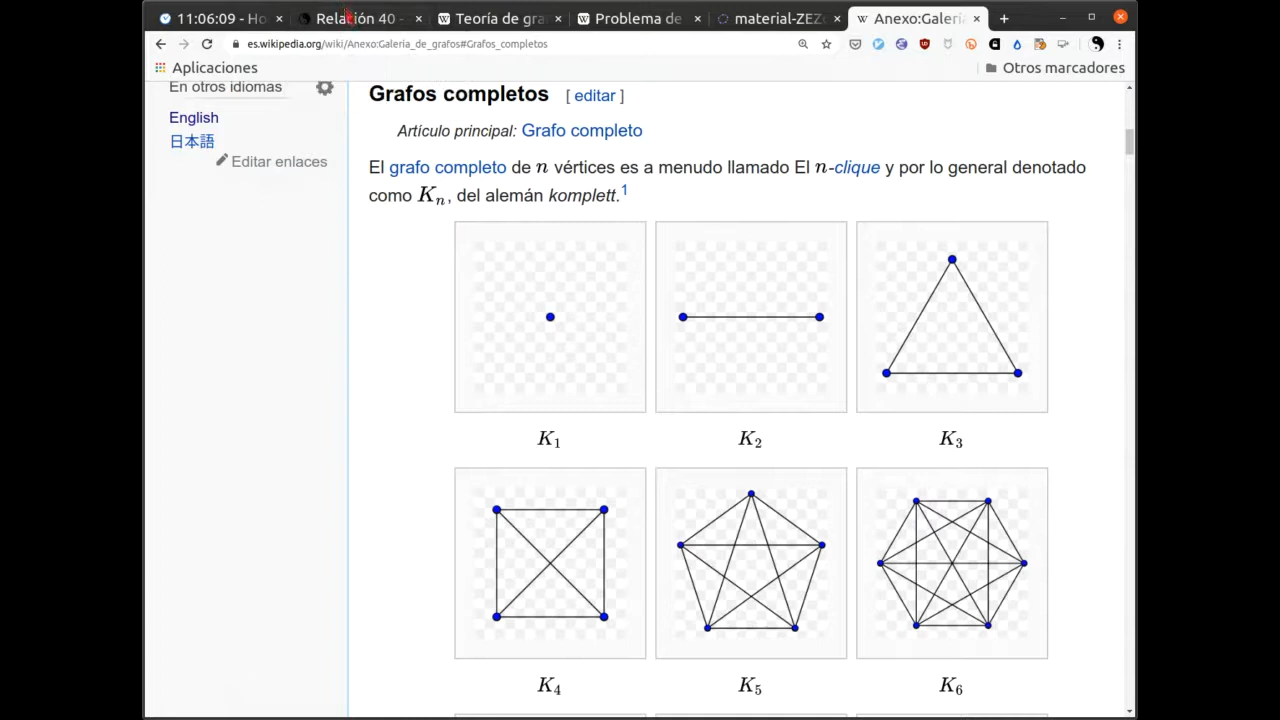 11:06:09 - Ho
Relación 40 -
Teoría de gra
Problema de
material-ZEZ
Anexo:Galerí
es.wikipedia.org/wiki/Anexo:Galería_de_grafos#Grafos_completos
Aplicaciones
Otros marcadores
En otros idiomas
English
日本語
Editar enlaces
Grafos completos [ editar ]
Artículo principal: Grafo completo
El grafo completo de n vértices es a menudo llamado El n-clique y por lo general denotado
como Kn, del alemán komplett.1
K1
K2
K3
K4
K5
K6